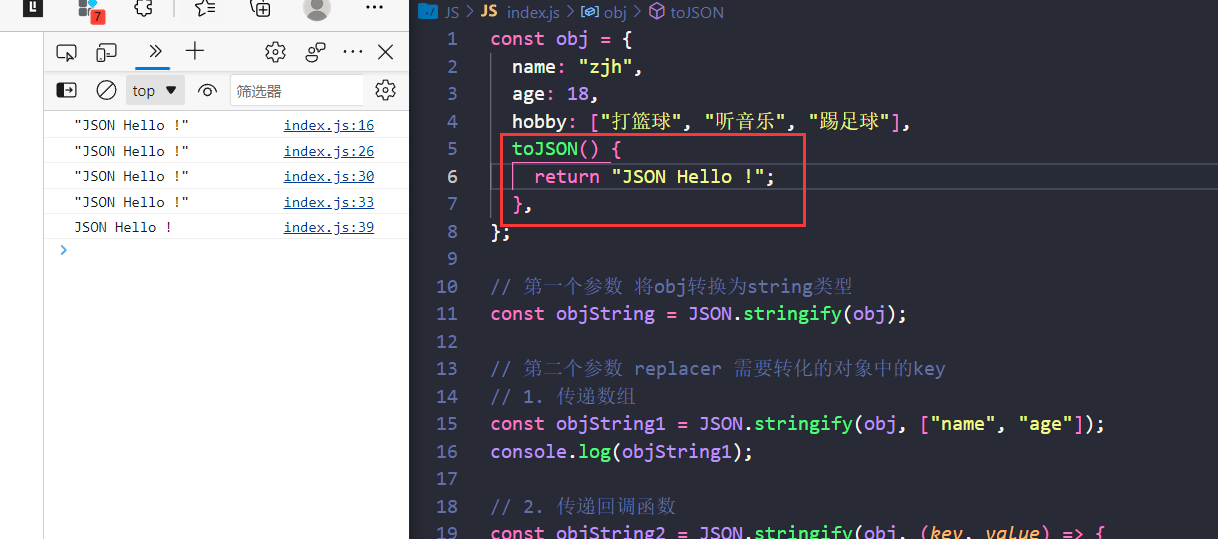 7
top
筛选器
"JSON Hello !" index.js:16
"JSON Hello !" index.js:26
"JSON Hello !" index.js:30
"JSON Hello !" index.js:33
JSON Hello ! index.js:39
JS > JS index.js > obj > toJSON
1 const obj = {
2 name: "zjh",
3 age: 18,
4 hobby: ["打篮球", "听音乐", "踢足球"],
5 toJSON() {
6 return "JSON Hello !";
7 },
8 };
9
10 // 第一个参数 将obj转换为string类型
11 const objString = JSON.stringify(obj);
12
13 // 第二个参数 replacer 需要转化的对象中的key
14 // 1. 传递数组
15 const objString1 = JSON.stringify(obj, ["name", "age"]);
16 console.log(objString1);
17
18 // 2. 传递回调函数
19 const objString2 = JSON.stringify(obj, (key, value) => {